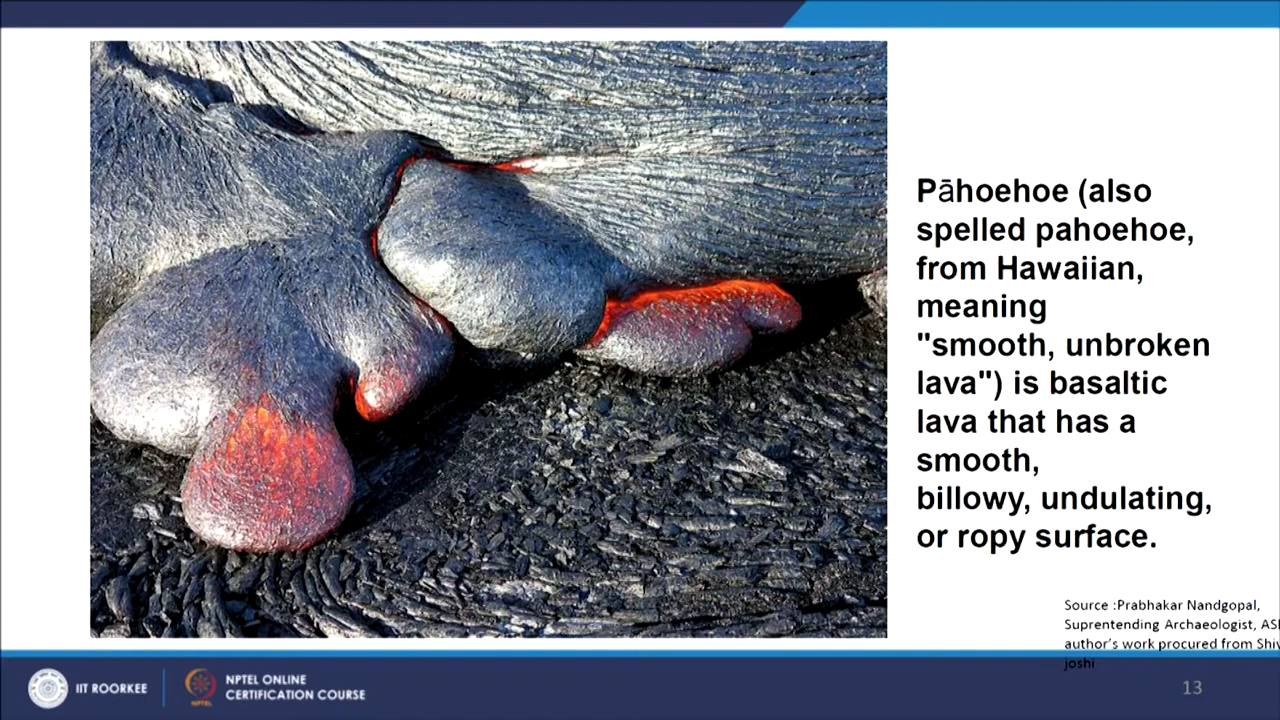 Pāhoehoe (also
spelled pahoehoe,
from Hawaiian,
meaning
"smooth, unbroken
lava") is basaltic
lava that has a
smooth,
billowy, undulating,
or ropy surface.
Source :Prabhakar Nandgopal,
Suprentending Archaeologist, ASI
author's work procured from Shiv
joshi
IIT ROORKEE
NPTEL
NPTEL ONLINE
CERTIFICATION COURSE
13